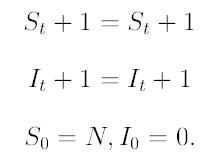 S_t + 1 = S_t + 1
I_t + 1 = I_t + 1
S_0 = N, I_0 = 0.